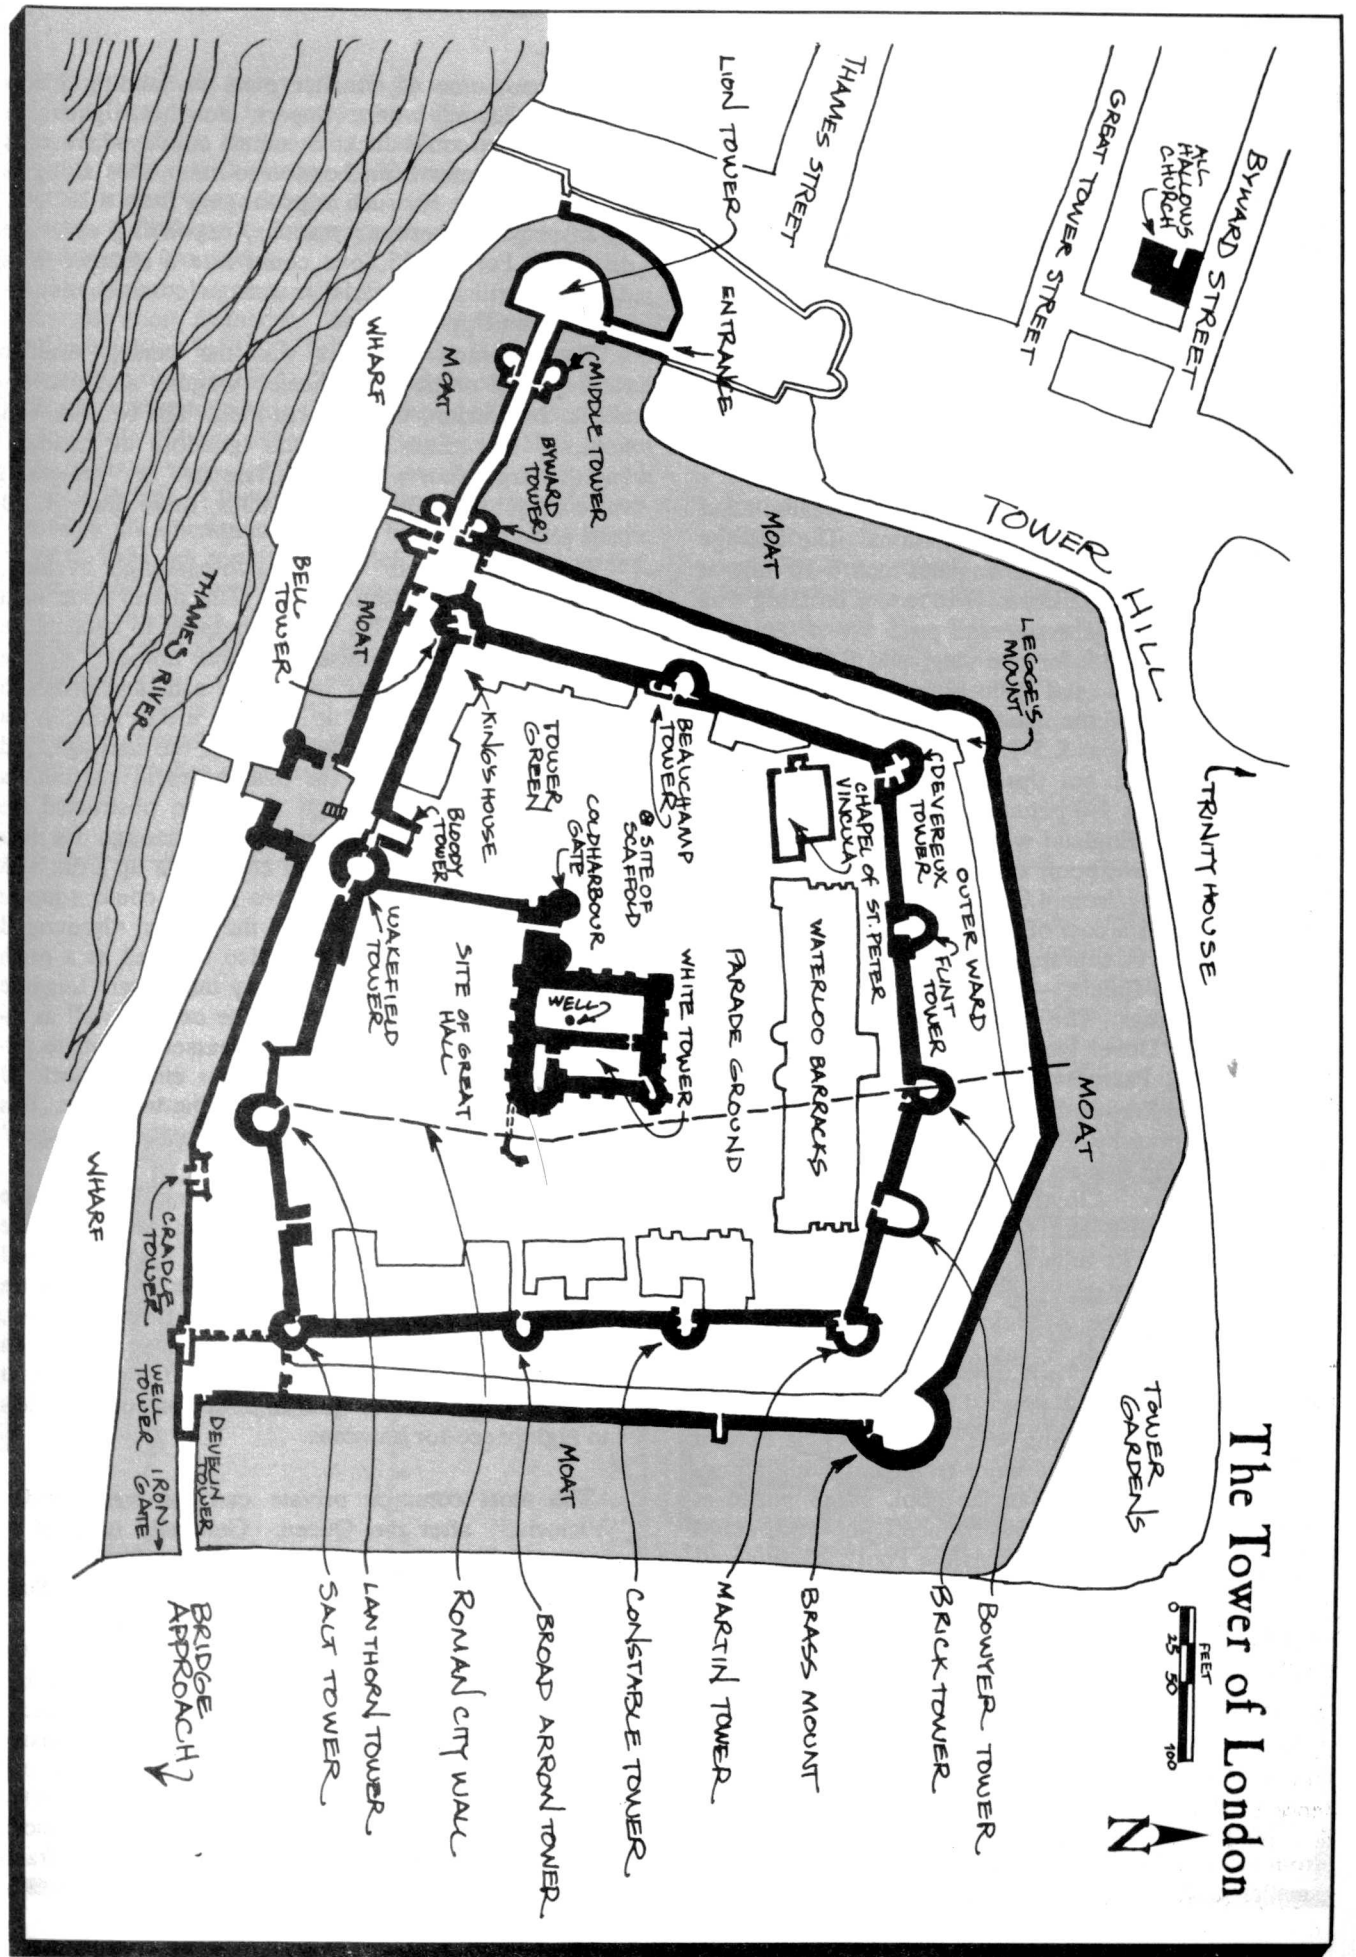 The Tower of London
FEET
0 25 50 100
N
BYWARD STREET
ALL
HALLOWS
CHURCH
GREAT TOWER STREET
THAMES STREET
LION TOWER
ENTRANCE
TOWER HILL
TRINITY HOUSE
TOWER
GARDENS
MOAT
LEGGE'S
MOUNT
MOAT
DEVEREUX
TOWER
OUTER WARD
FLINT
TOWER
CHAPEL of ST. PETER
VINCULA
WATERLOO BARRACKS
PARADE GROUND
MIDDLE TOWER
BYWARD
TOWER
MOAT
WHARF
BEAUCHAMP
TOWER
SITE OF
SCAFFOLD
WHITE TOWER
WELL
TOWER
GREEN
COLDHARBOUR
GATE
KING'S HOUSE
BLOODY
TOWER
SITE OF GREAT
HALL
WAKEFIELD
TOWER
MOAT
BELL
TOWER
THAMES RIVER
WHARF
CRADLE
TOWER
WELL
TOWER
IRON
GATE
DEVELIN
TOWER
MOAT
BOWYER TOWER
BRICK TOWER
BRASS MOUNT
MARTIN TOWER
CONSTABLE TOWER
BROAD ARROW TOWER
ROMAN CITY WALL
LANTHORN TOWER
SALT TOWER
BRIDGE
APPROACH